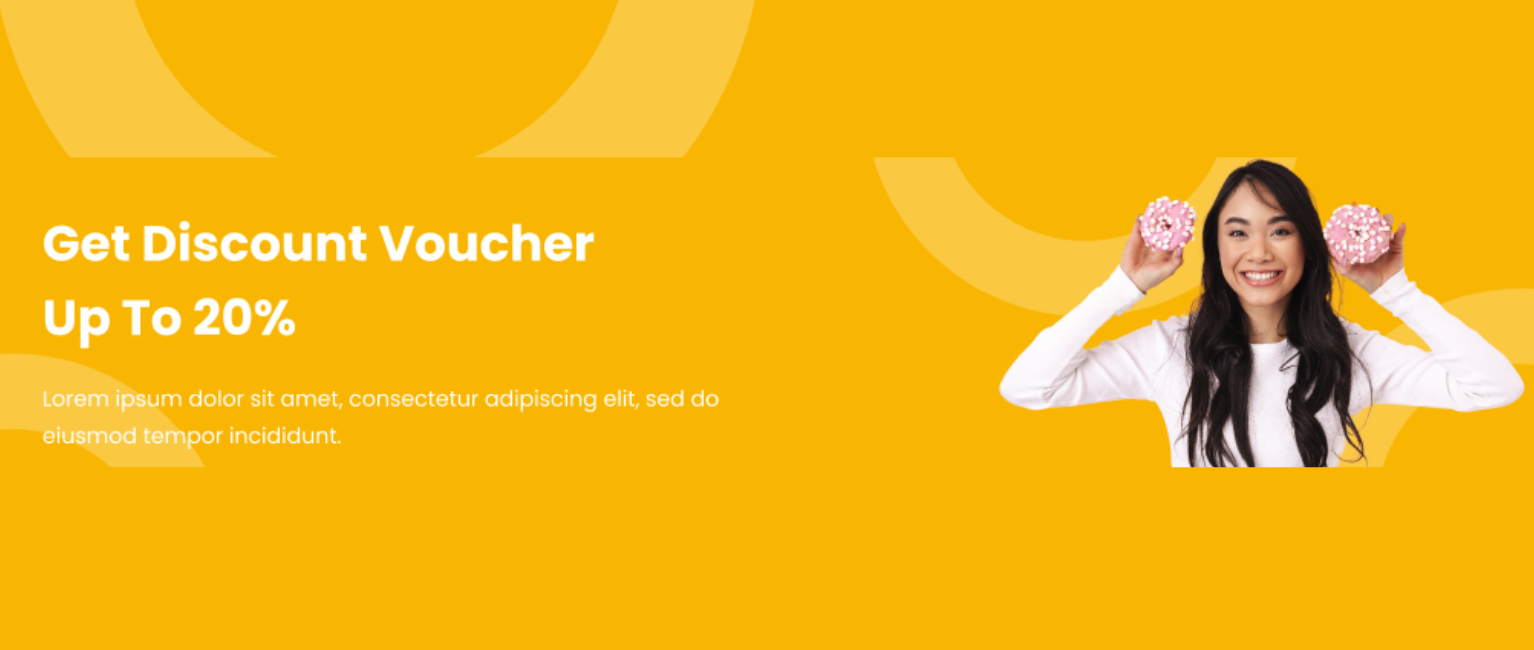 Get Discount Voucher
Up To 20%
Lorem ipsum dolor sit amet, consectetur adipiscing elit, sed do
eiusmod tempor incididunt.